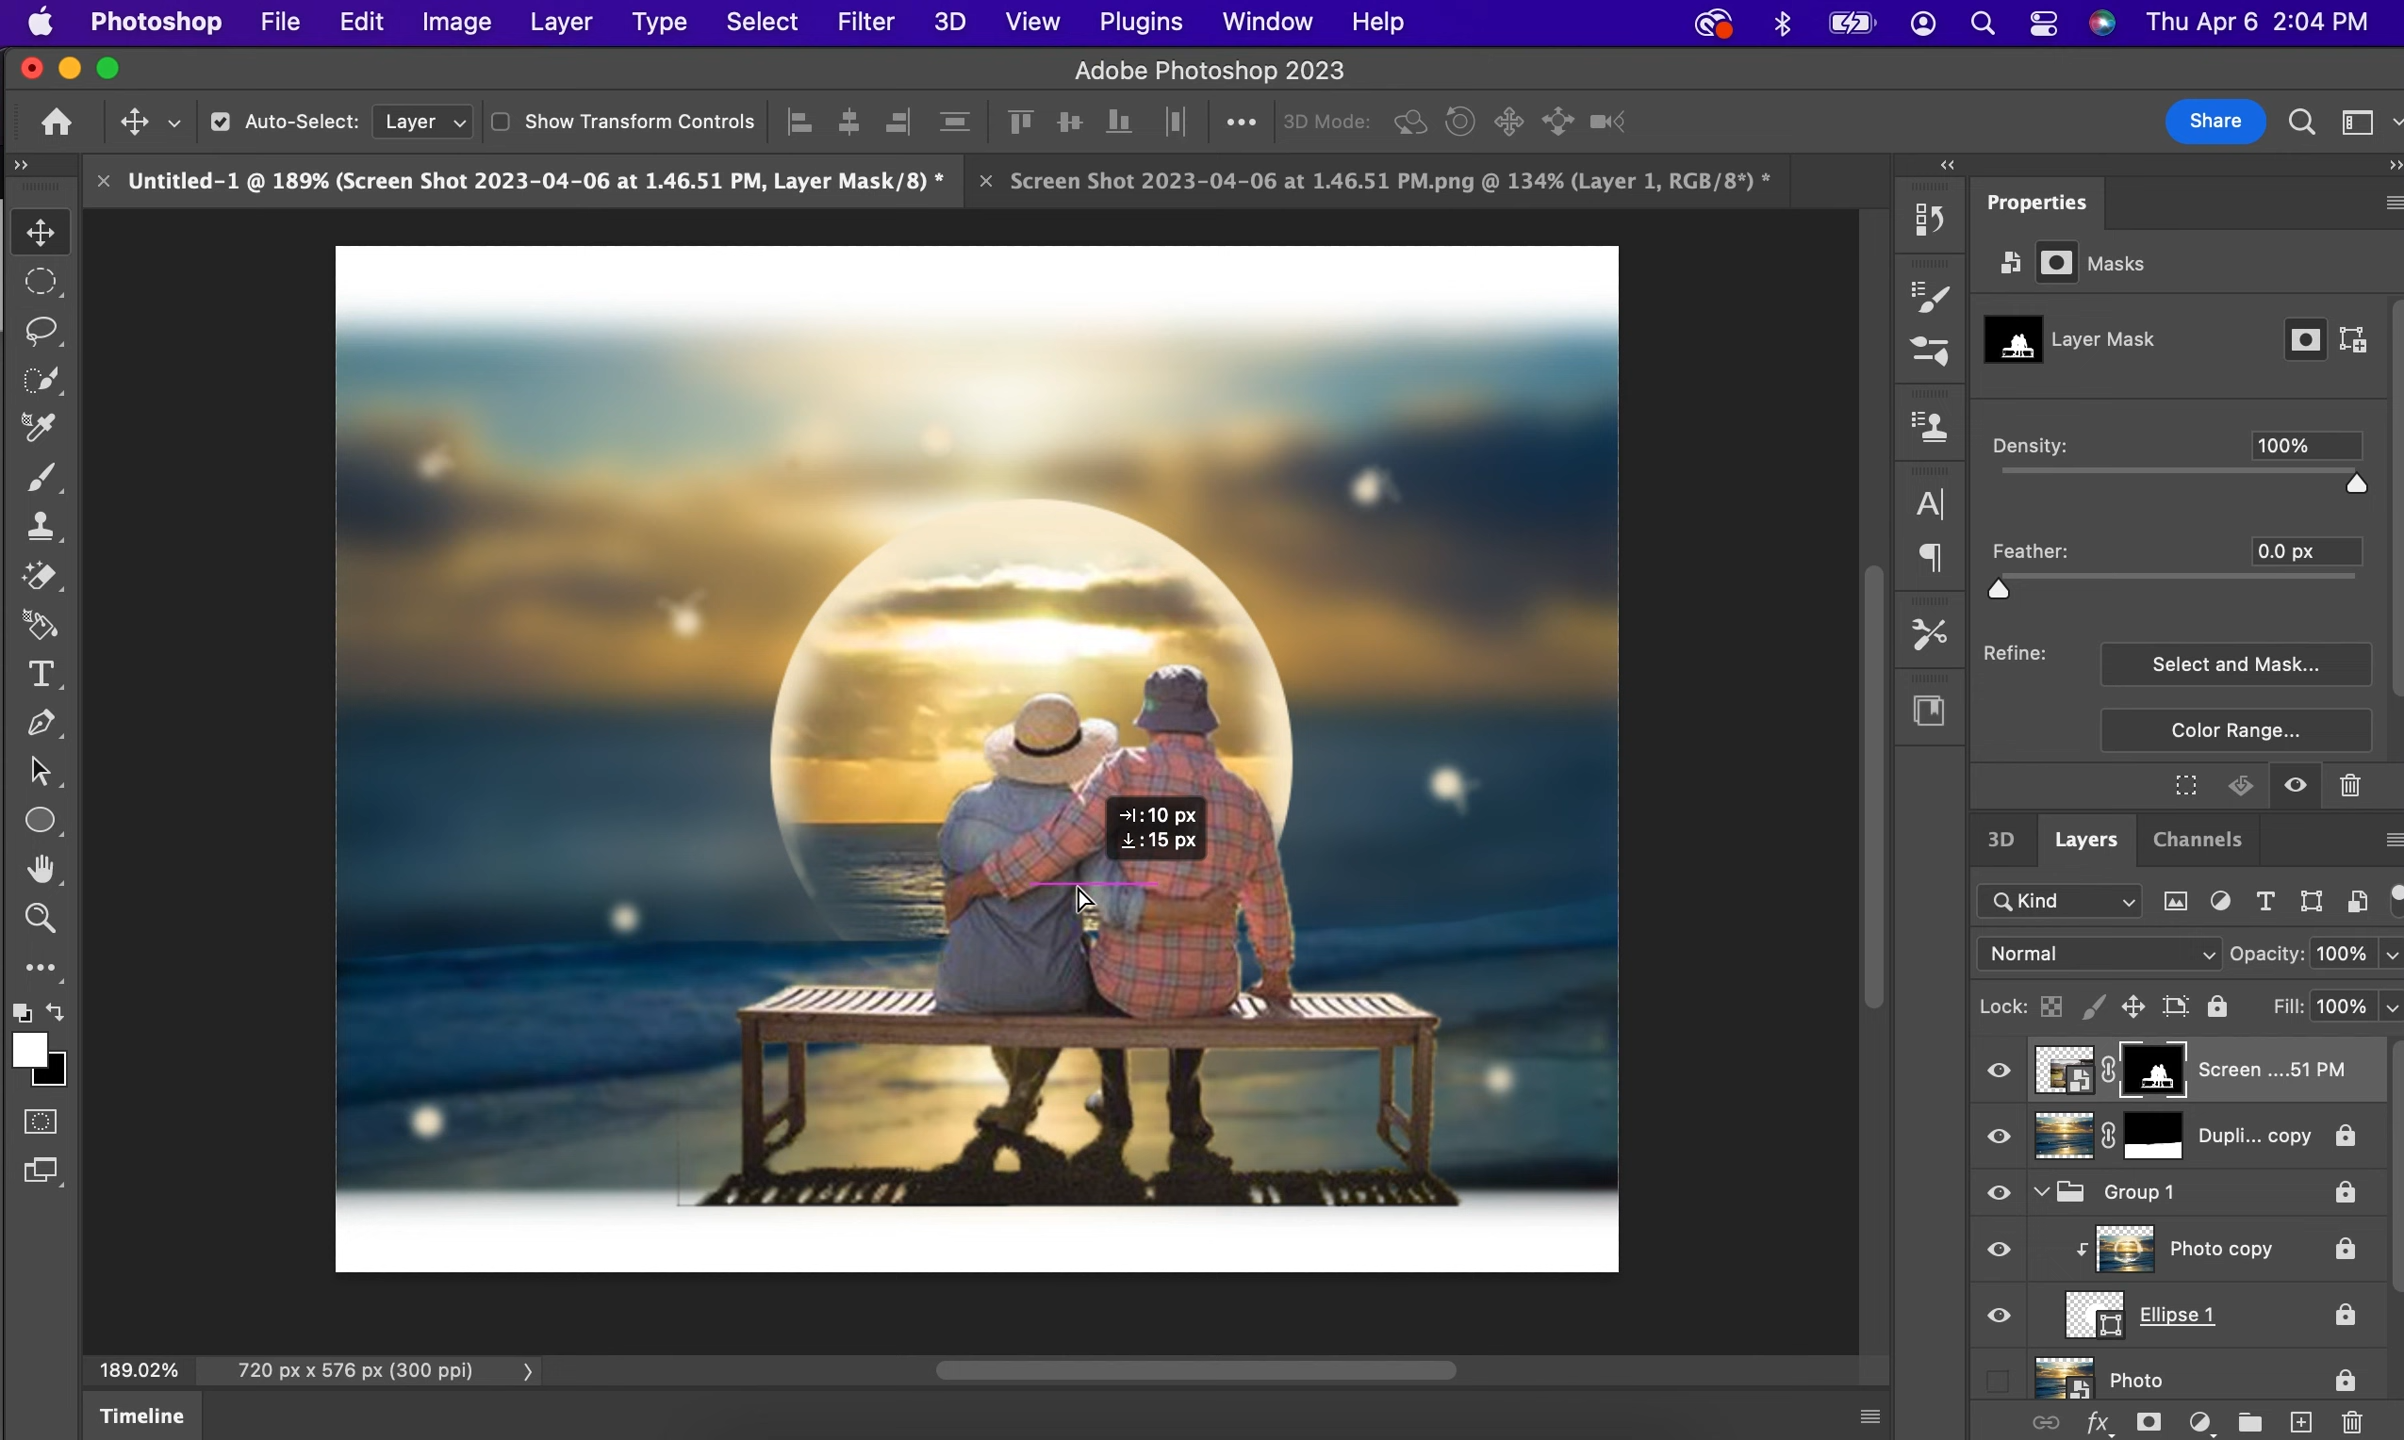 Photoshop File Edit Image Layer Type Select Filter 3D View Plugins Window Help Thu Apr 6 2:04 PM
Adobe Photoshop 2023
Auto-Select: Layer Show Transform Controls 3D Mode: Share
Untitled-1 @ 189% (Screen Shot 2023-04-06 at 1.46.51 PM, Layer Mask/8) *
Screen Shot 2023-04-06 at 1.46.51 PM.png @ 134% (Layer 1, RGB/8*) *
Properties
Masks
Layer Mask
Density: 100%
Feather: 0.0 px
Refine: Select and Mask...
Color Range...
:10 px
:15 px
3D Layers Channels
Kind
Normal Opacity: 100%
Lock: Fill: 100%
Screen ....51 PM
Dupli... copy
Group 1
Photo copy
Ellipse 1
Photo
fx
189.02% 720 px x 576 px (300 ppi)
Timeline